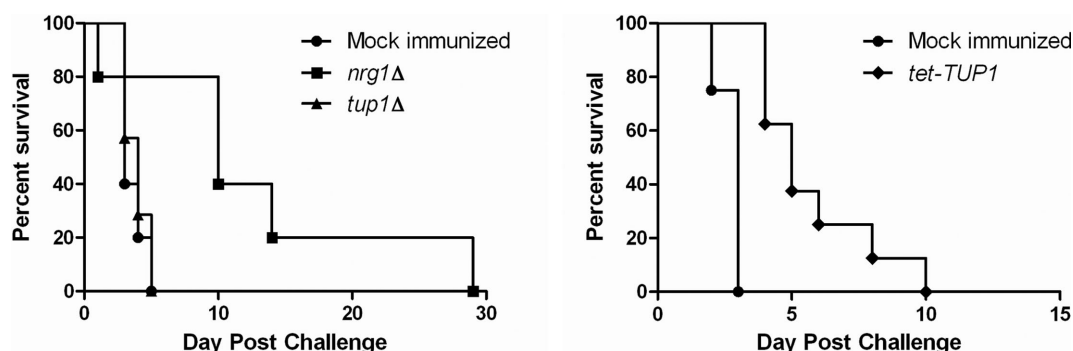 100
80
60
40
20
0
Percent survival
0
10
20
30
Day Post Challenge
Mock immunized
nrg1Δ
tup1Δ
100
80
60
40
20
0
Percent survival
0
5
10
15
Day Post Challenge
Mock immunized
tet-TUP1